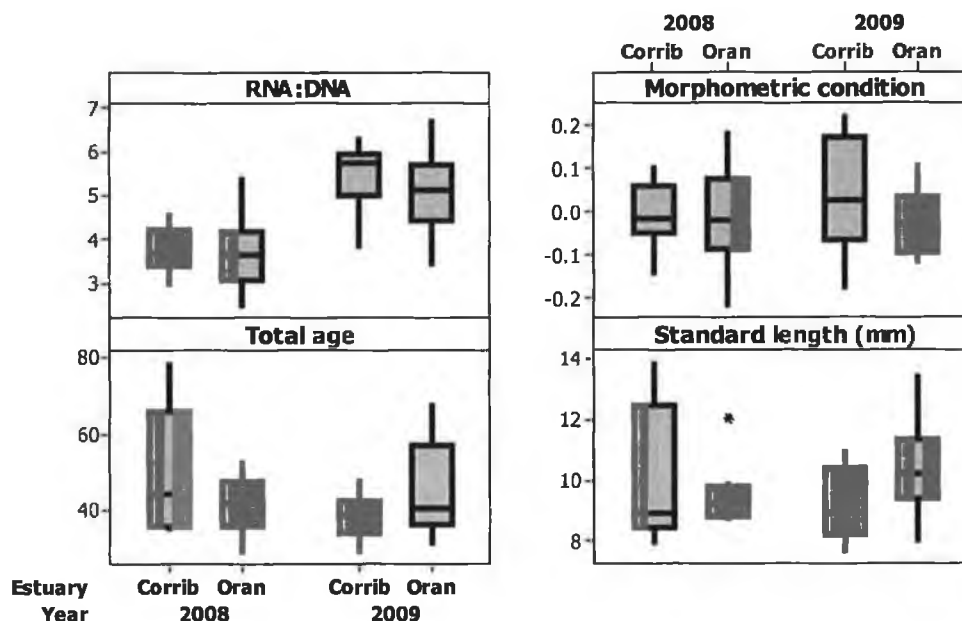 2008 2009
Corrib Oran Corrib Oran
RNA:DNA
7
6
5
4
3
Morphometric condition
0.2
0.1
0.0
-0.1
-0.2
Total age
80
60
40
Standard length (mm)
14
12
10
8
*
Estuary Corrib Oran Corrib Oran
Year 2008 2009